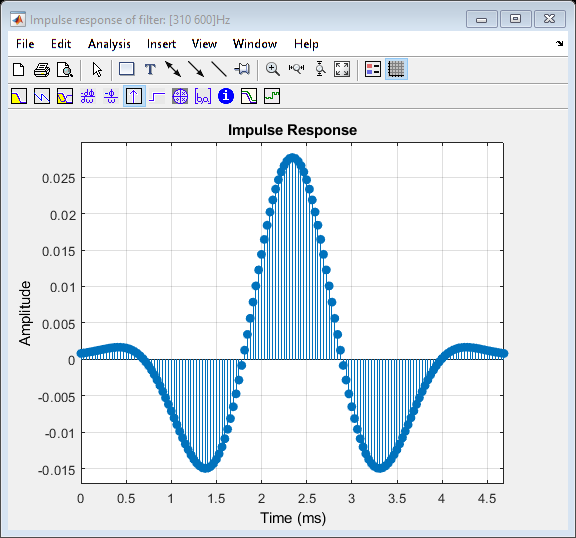 Impulse response of filter: [310 600]Hz
File Edit Analysis Insert View Window Help
Impulse Response
0.025
0.02
0.015
0.01
0.005
0
-0.005
-0.01
-0.015
0 0.5 1 1.5 2 2.5 3 3.5 4 4.5
Amplitude
Time (ms)